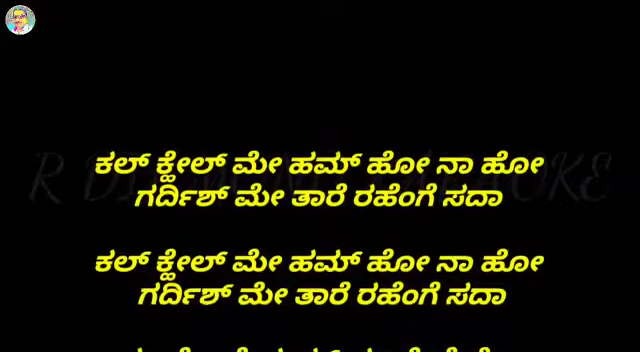 ಕಲ್ ಕ್ಹೇಲ್ ಮೇ ಹಮ್ ಹೋ ನಾ ಹೋ
ಗರ್ದಿಶ್ ಮೇ ತಾರೆ ರಹೆಂಗೆ ಸದಾ
ಕಲ್ ಕ್ಹೇಲ್ ಮೇ ಹಮ್ ಹೋ ನಾ ಹೋ
ಗರ್ದಿಶ್ ಮೇ ತಾರೆ ರಹೆಂಗೆ ಸದಾ